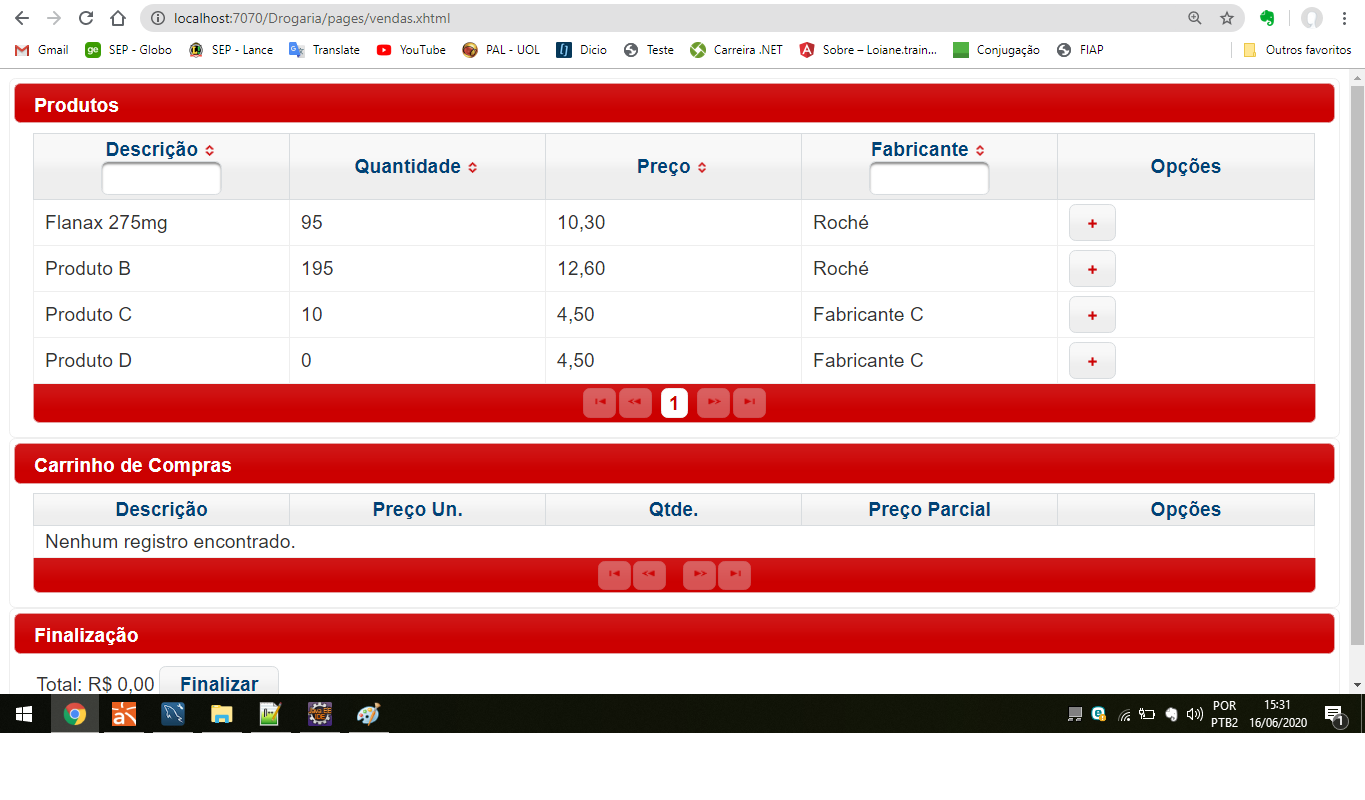 localhost:7070/Drogaria/pages/vendas.xhtml
Gmail SEP - Globo SEP - Lance Translate YouTube PAL - UOL Dicio Teste Carreira .NET Sobre – Loiane.train... Conjugação FIAP Outros favoritos
Produtos
Descrição Quantidade Preço Fabricante Opções
Flanax 275mg 95 10,30 Roché +
Produto B 195 12,60 Roché +
Produto C 10 4,50 Fabricante C +
Produto D 0 4,50 Fabricante C +
1
Carrinho de Compras
Descrição Preço Un. Qtde. Preço Parcial Opções
Nenhum registro encontrado.
Finalização
Total: R$ 0,00 Finalizar
POR 15:31
PTB2 16/06/2020 1